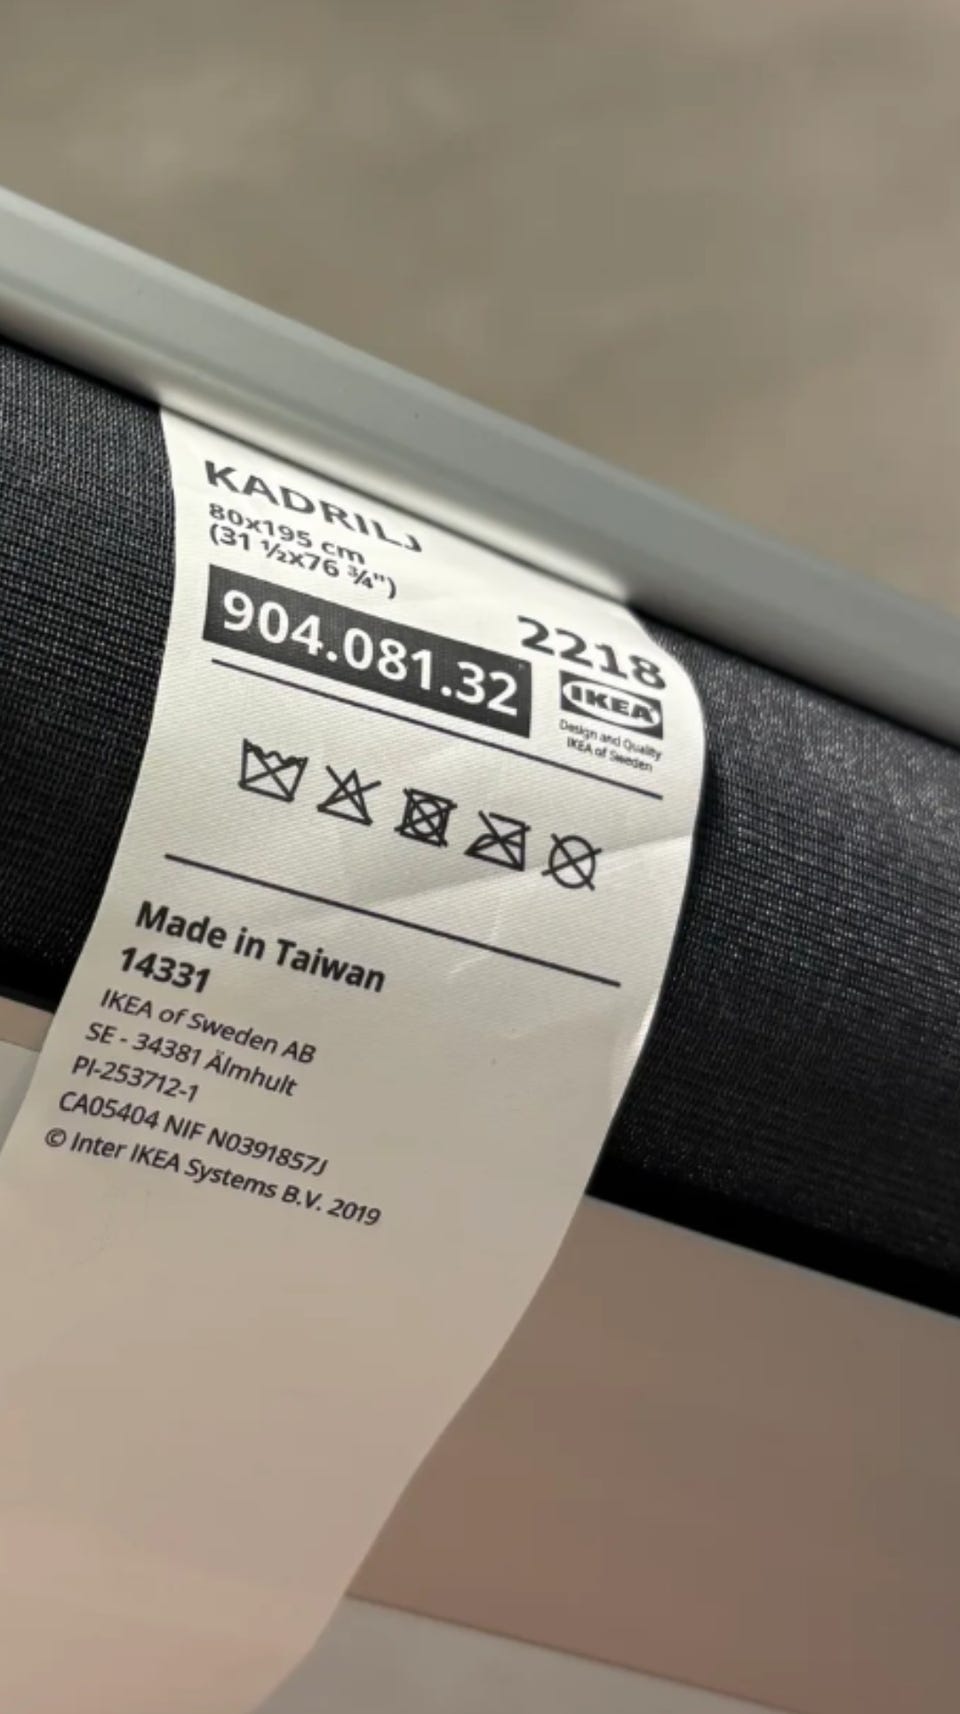 KADRILJ
80x195 cm
(31 ½x76 ¾")
904.081.32
2218
IKEA
Design and Quality
IKEA of Sweden
Made in Taiwan
14331
IKEA of Sweden AB
SE - 34381 Älmhult
PI-253712-1
CA05404 NIF N0391857J
© Inter IKEA Systems B.V. 2019